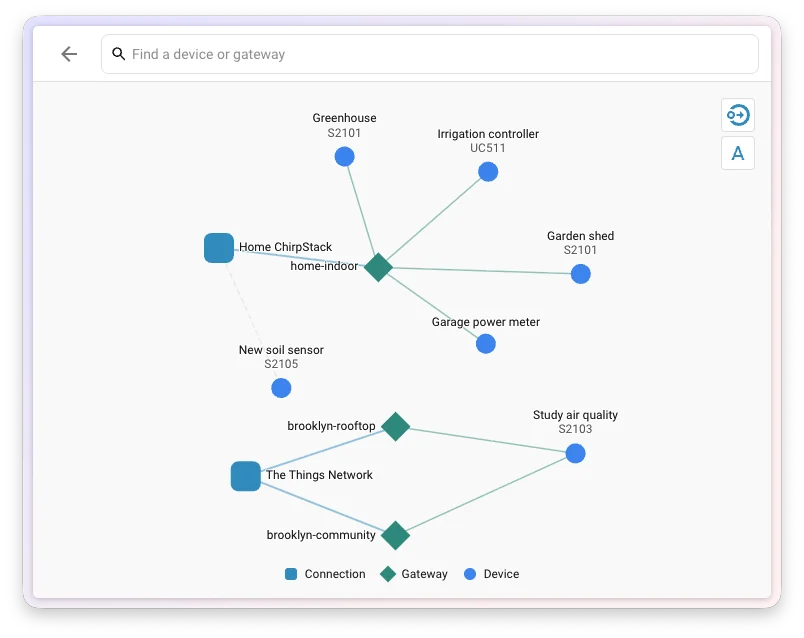 Find a device or gateway
A
Greenhouse
S2101
Irrigation controller
UC511
Garden shed
S2101
Home ChirpStack
home-indoor
Garage power meter
New soil sensor
S2105
Study air quality
S2103
brooklyn-rooftop
The Things Network
brooklyn-community
Connection
Gateway
Device